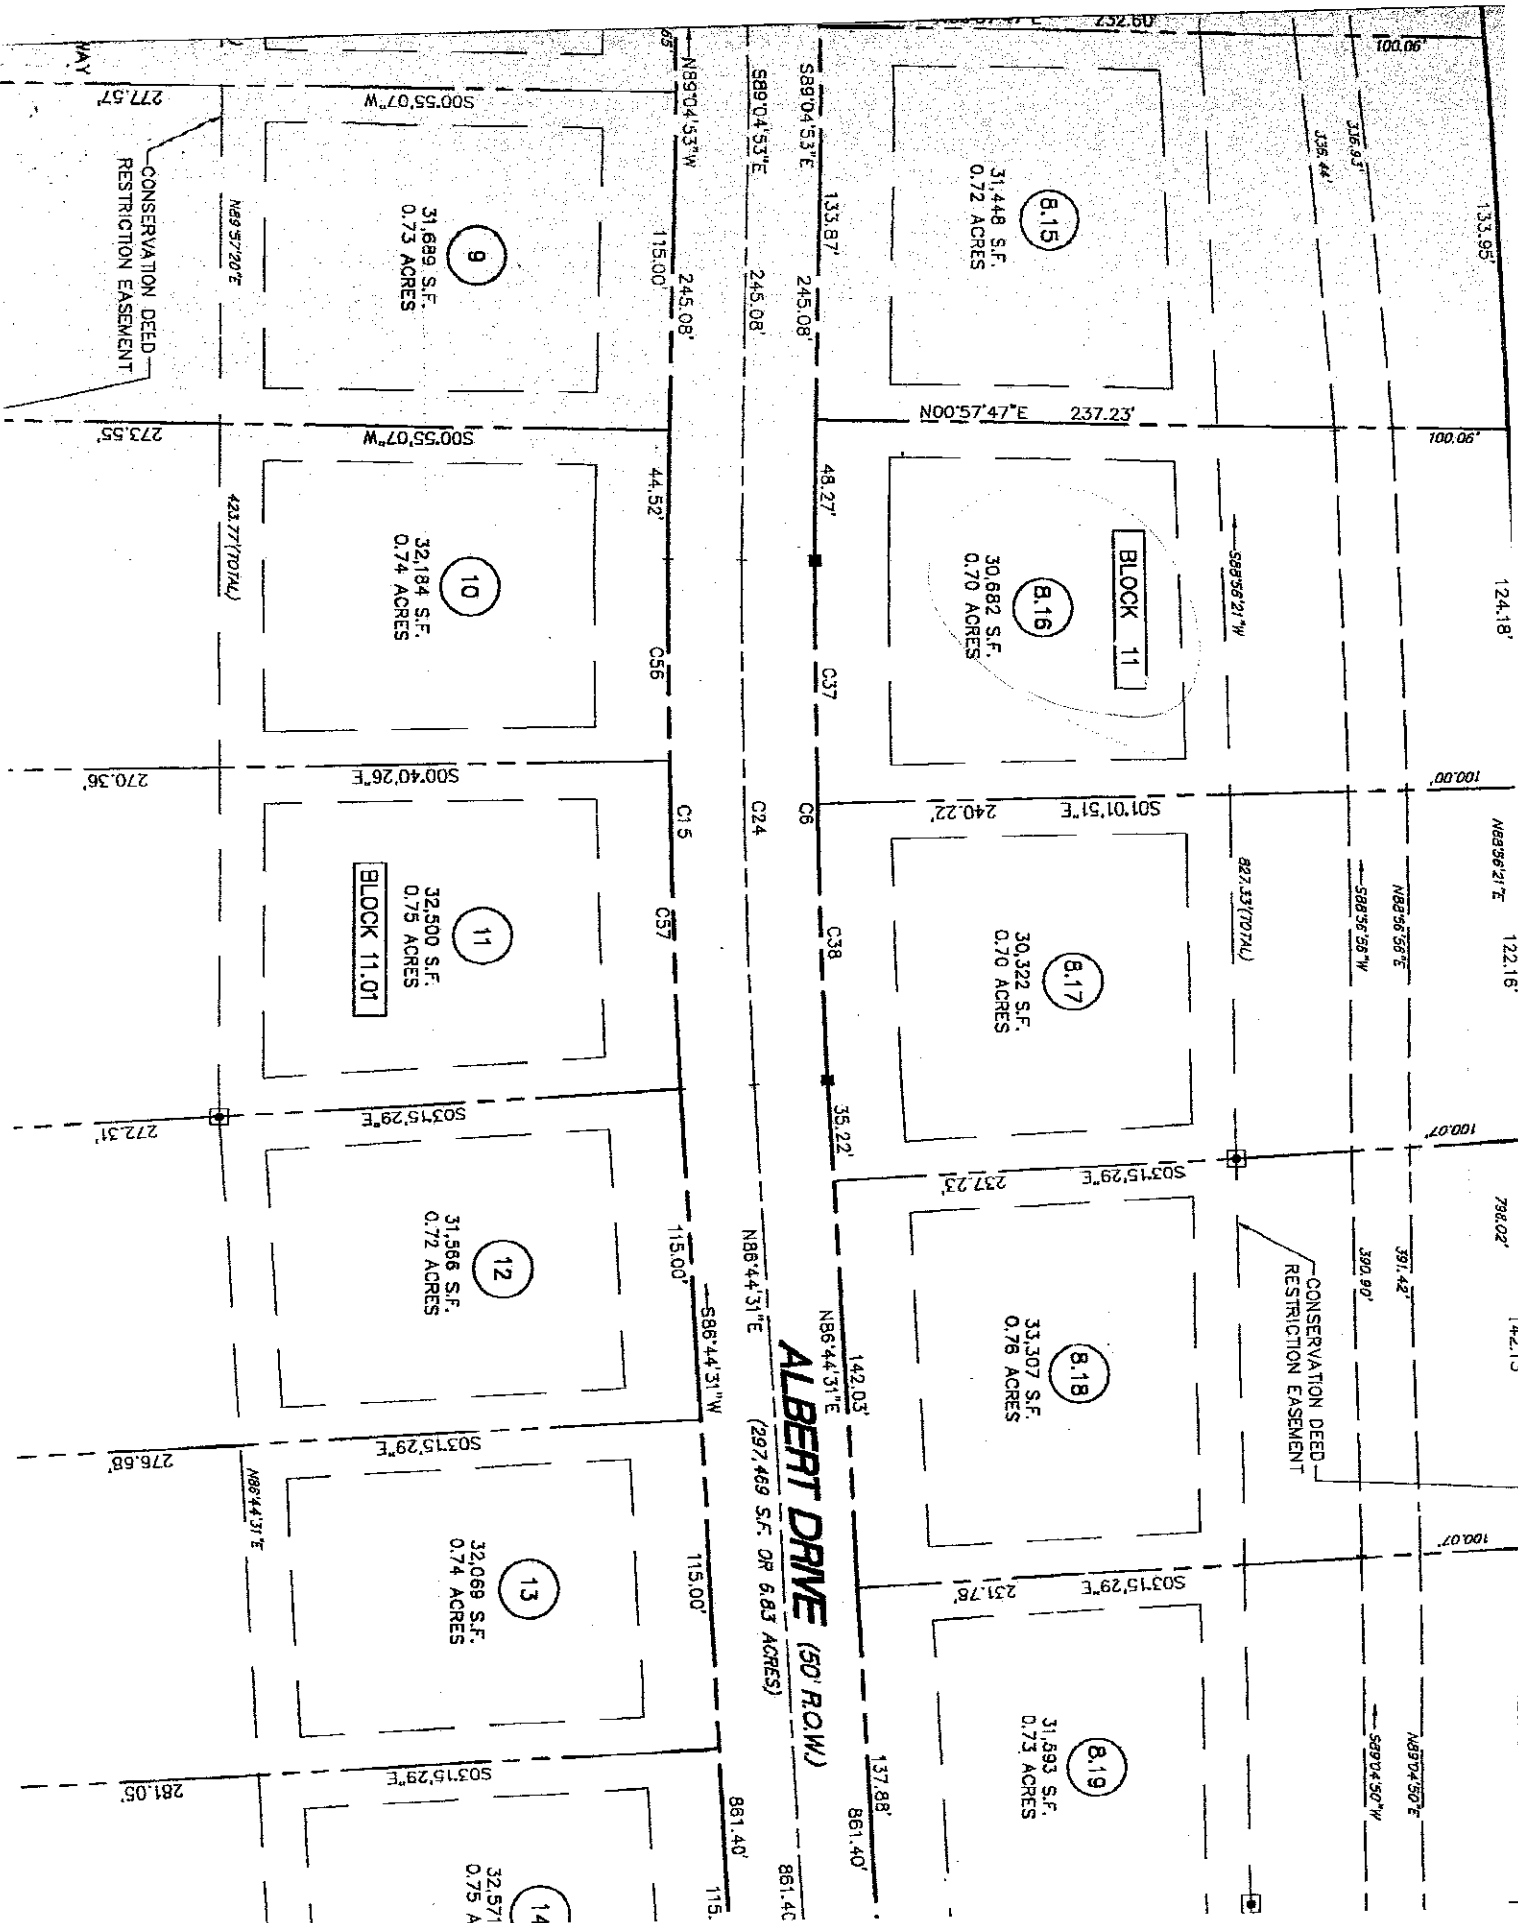 232.60'
100.06'
336.93'
336.44'
133.95'
S89°04'53"E
133.87'
245.08'
8.15
31,448 S.F.
0.72 ACRES
N00°57'47"E 237.23'
100.06'
124.18'
48.27'
BLOCK 11
8.16
30,682 S.F.
0.70 ACRES
S88°56'21"W
C37
C6
S01°01'51"E
240.22'
100.00'
N88°56'21"E
122.16'
827.33'(TOTAL)
S88°56'56"W
N88°56'56"E
8.17
30,322 S.F.
0.70 ACRES
C38
35.22'
S03°15'29"E
237.23'
100.07'
798.02'
391.42'
390.90'
CONSERVATION DEED
RESTRICTION EASEMENT
8.18
33,307 S.F.
0.76 ACRES
N86°44'31"E
142.03'
S03°15'29"E
231.78'
100.07'
8.19
31,593 S.F.
0.73 ACRES
S89°04'50"W
N89°04'50"E
137.88'
861.40'
S89°04'53"E
245.08'
C24
N86°44'31"E
ALBERT DRIVE (50' R.O.W.)
(297,469 S.F. OR 6.83 ACRES)
861.40
65
N89°04'53"W
115.00'
245.08'
44.52'
C56
C15
C57
115.00'
S86°44'31"W
115.00'
861.40'
115.
WAY
277.57'
S00°55'07"W
CONSERVATION DEED
RESTRICTION EASEMENT
N89°57'20"E
9
31,689 S.F.
0.73 ACRES
273.55'
S00°55'07"W
423.77'(TOTAL)
10
32,184 S.F.
0.74 ACRES
270.36'
S00°40'26"E
11
32,500 S.F.
0.75 ACRES
BLOCK 11.01
272.31'
S03°15'29"E
12
31,566 S.F.
0.72 ACRES
276.68'
S03°15'29"E
N86°44'31"E
13
32,069 S.F.
0.74 ACRES
281.05'
S03°15'29"E
14
32,571
0.75 A